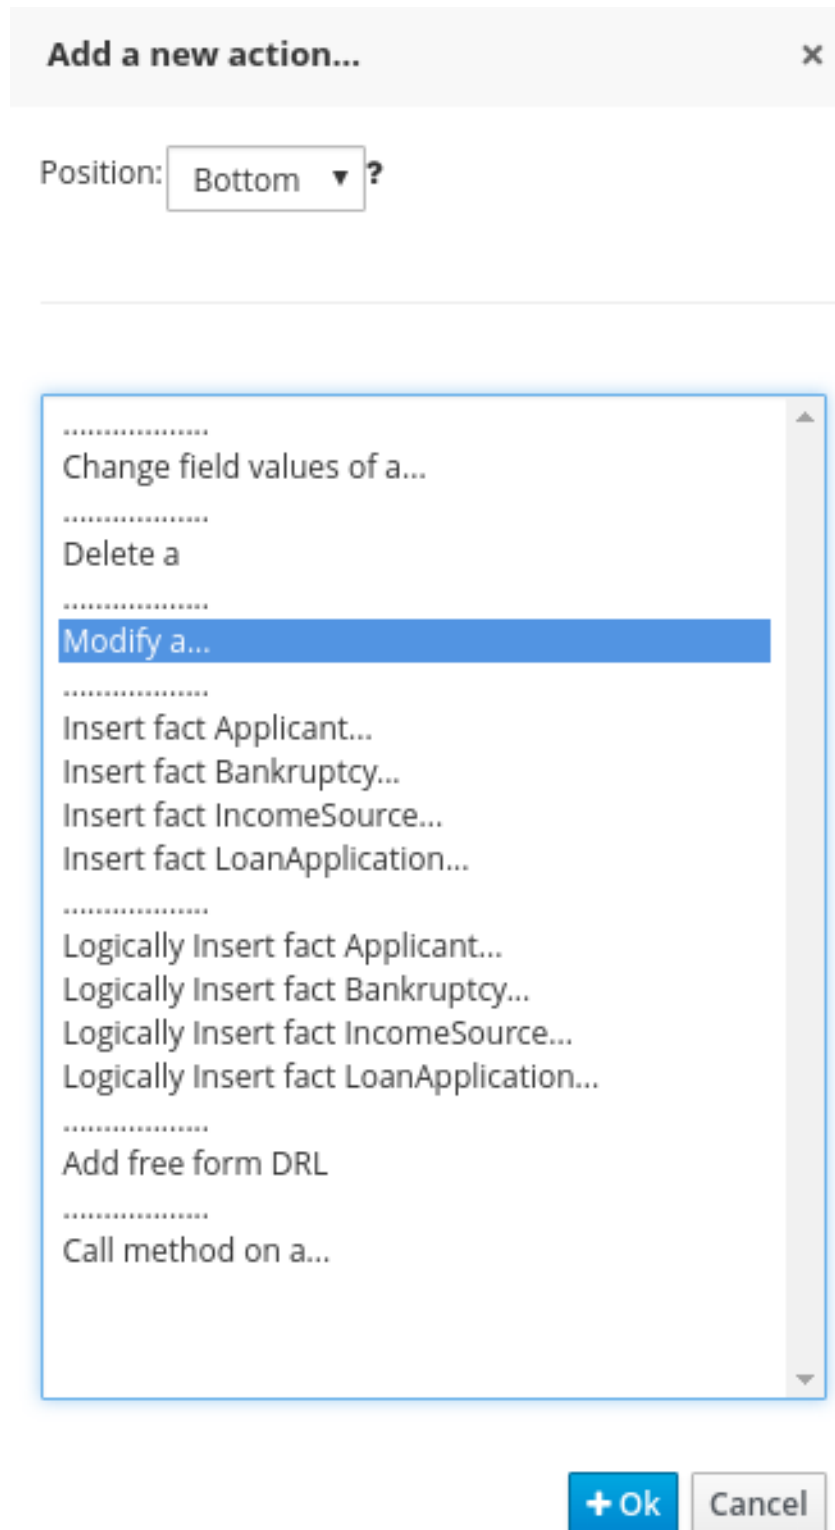 Add a new action... ×
Position: Bottom ▼ ?
..................
Change field values of a...
..................
Delete a
..................
Modify a...
..................
Insert fact Applicant...
Insert fact Bankruptcy...
Insert fact IncomeSource...
Insert fact LoanApplication...
..................
Logically Insert fact Applicant...
Logically Insert fact Bankruptcy...
Logically Insert fact IncomeSource...
Logically Insert fact LoanApplication...
..................
Add free form DRL
..................
Call method on a...
+ Ok Cancel